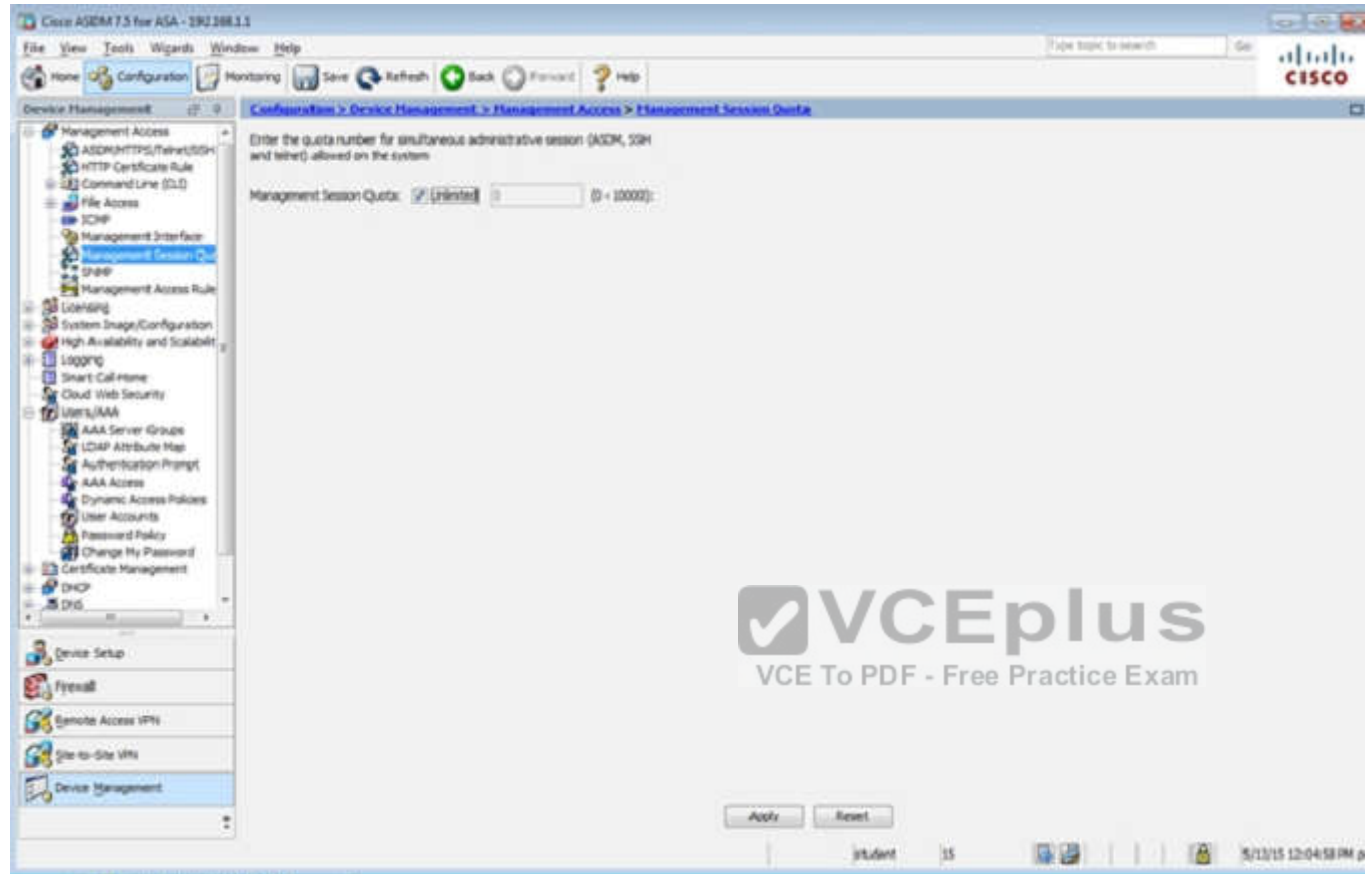 Cisco ASDM 7.5 for ASA - 192.168.1.1
File View Tools Wizards Window Help
Type topic to search Go
Home Configuration Monitoring Save Refresh Back Forward Help
CISCO
Device Management
Configuration > Device Management > Management Access > Management Session Quota
Management Access
ASDM/HTTPS/Telnet/SSH
HTTP Certificate Rule
Command Line (CLI)
File Access
ICMP
Management Interface
Management Session Quo
SNMP
Management Access Rule
Licensing
System Image/Configuration
High Availability and Scalabilit
Logging
Smart Call-Home
Cloud Web Security
Users/AAA
AAA Server Groups
LDAP Attribute Map
Authentication Prompt
AAA Access
Dynamic Access Policies
User Accounts
Password Policy
Change My Password
Certificate Management
DHCP
DNS
Enter the quota number for simultaneous administrative session (ASDM, SSH
and telnet) allowed on the system
Management Session Quota: Unlimited 0 (0 - 10000):
Device Setup
Firewall
Remote Access VPN
Site-to-Site VPN
Device Management
VCEplus
VCE To PDF - Free Practice Exam
Apply Reset
student 15 5/13/15 12:04:58 PM p